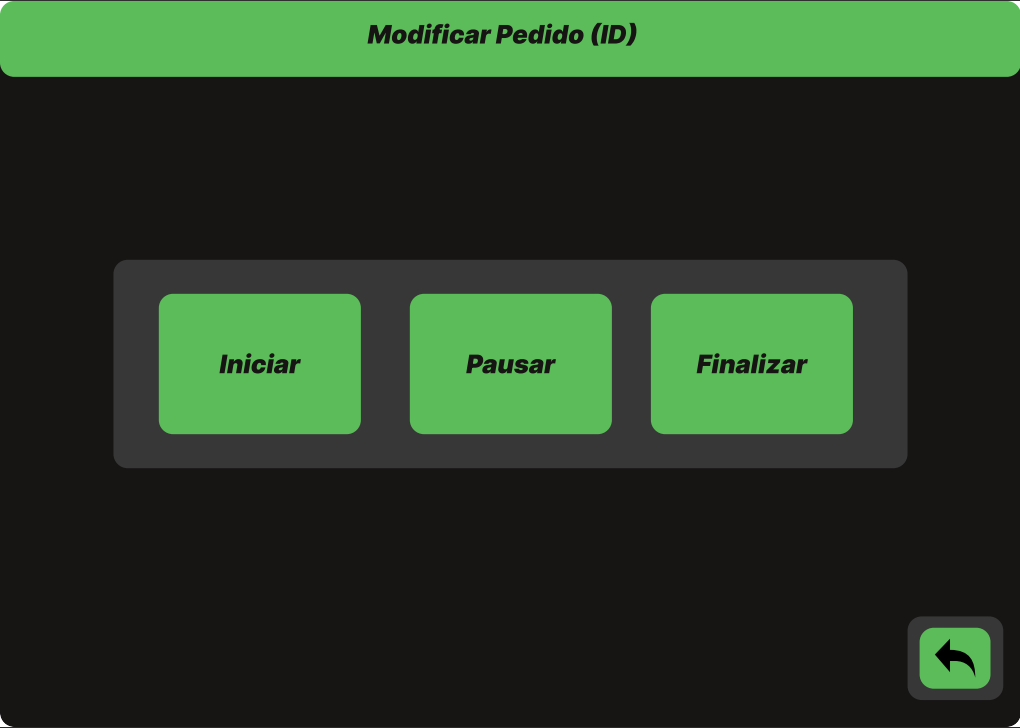 Modificar Pedido (ID)
Iniciar
Pausar
Finalizar